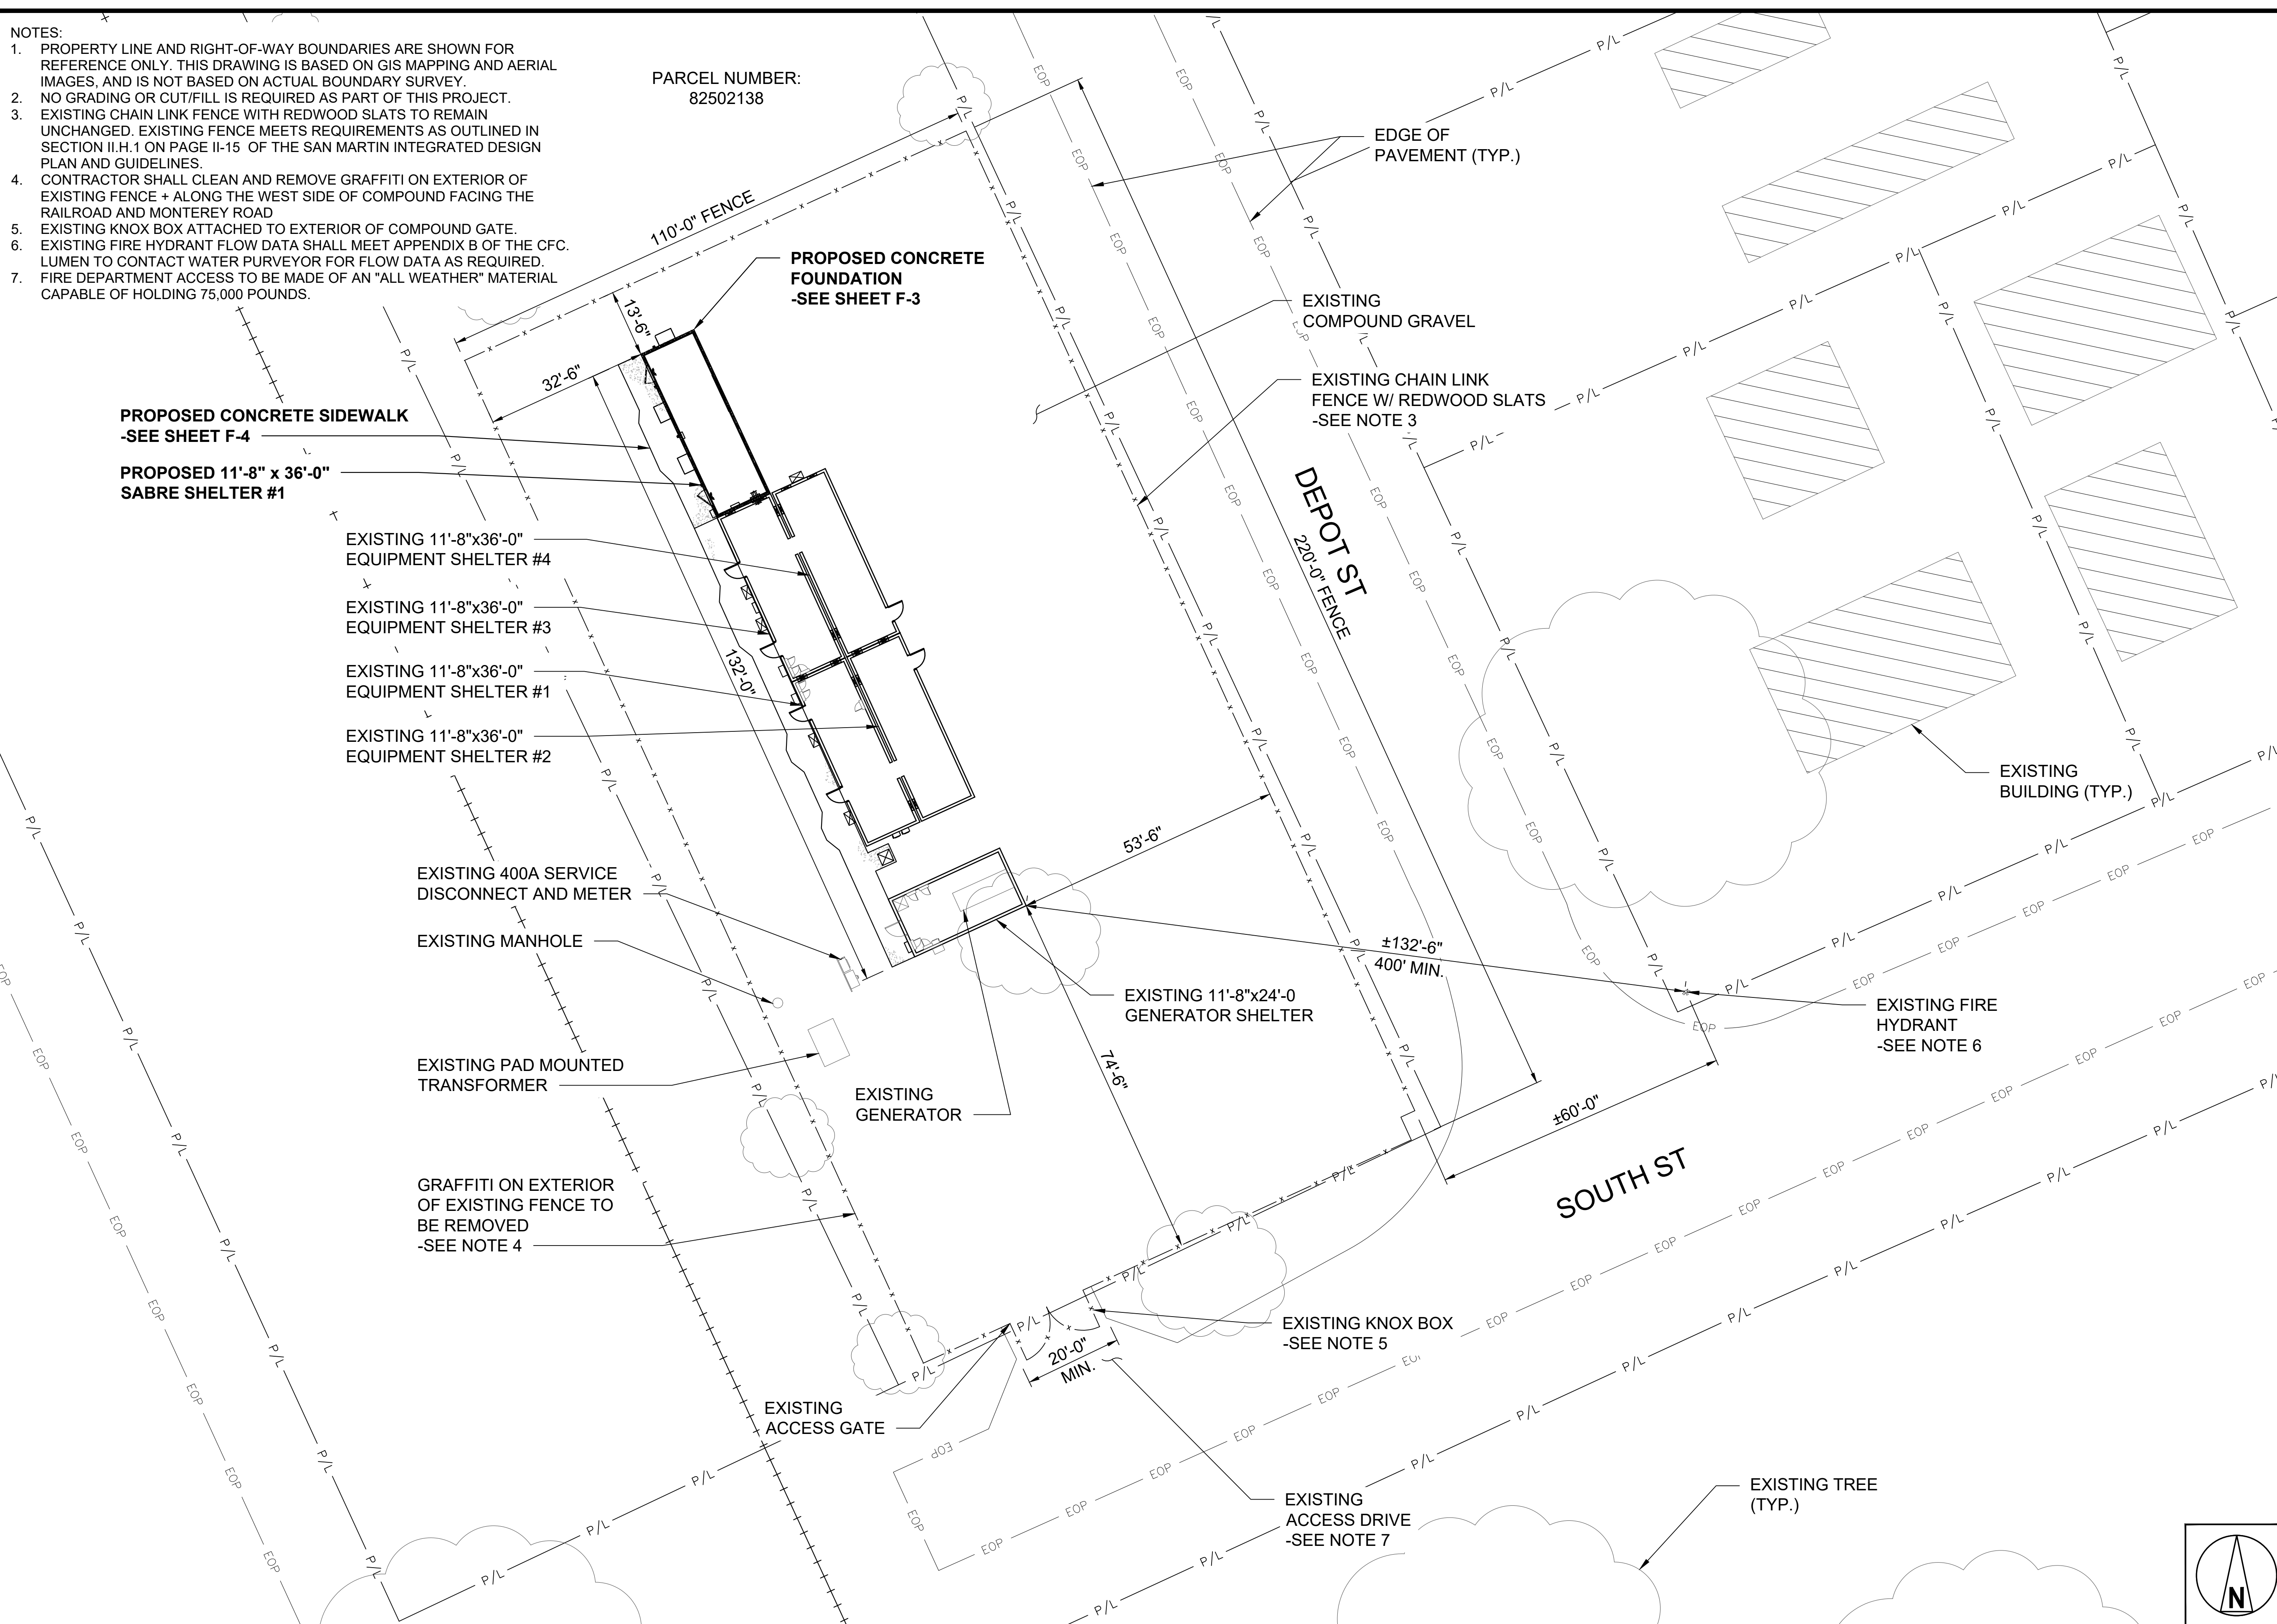 NOTES:
1. PROPERTY LINE AND RIGHT-OF-WAY BOUNDARIES ARE SHOWN FOR
REFERENCE ONLY. THIS DRAWING IS BASED ON GIS MAPPING AND AERIAL
IMAGES, AND IS NOT BASED ON ACTUAL BOUNDARY SURVEY.
2. NO GRADING OR CUT/FILL IS REQUIRED AS PART OF THIS PROJECT.
3. EXISTING CHAIN LINK FENCE WITH REDWOOD SLATS TO REMAIN
UNCHANGED. EXISTING FENCE MEETS REQUIREMENTS AS OUTLINED IN
SECTION II.H.1 ON PAGE II-15 OF THE SAN MARTIN INTEGRATED DESIGN
PLAN AND GUIDELINES.
4. CONTRACTOR SHALL CLEAN AND REMOVE GRAFFITI ON EXTERIOR OF
EXISTING FENCE + ALONG THE WEST SIDE OF COMPOUND FACING THE
RAILROAD AND MONTEREY ROAD
5. EXISTING KNOX BOX ATTACHED TO EXTERIOR OF COMPOUND GATE.
6. EXISTING FIRE HYDRANT FLOW DATA SHALL MEET APPENDIX B OF THE CFC.
LUMEN TO CONTACT WATER PURVEYOR FOR FLOW DATA AS REQUIRED.
7. FIRE DEPARTMENT ACCESS TO BE MADE OF AN "ALL WEATHER" MATERIAL
CAPABLE OF HOLDING 75,000 POUNDS.
PARCEL NUMBER:
82502138
EDGE OF
PAVEMENT (TYP.)
110'-0" FENCE
PROPOSED CONCRETE
FOUNDATION
-SEE SHEET F-3
13'-6"
32'-6"
EXISTING
COMPOUND GRAVEL
EXISTING CHAIN LINK
FENCE W/ REDWOOD SLATS
-SEE NOTE 3
PROPOSED CONCRETE SIDEWALK
-SEE SHEET F-4
PROPOSED 11'-8" x 36'-0"
SABRE SHELTER #1
EXISTING 11'-8"x36'-0"
EQUIPMENT SHELTER #4
EXISTING 11'-8"x36'-0"
EQUIPMENT SHELTER #3
EXISTING 11'-8"x36'-0"
EQUIPMENT SHELTER #1
EXISTING 11'-8"x36'-0"
EQUIPMENT SHELTER #2
132'-0"
DEPOT ST
220'-0" FENCE
EXISTING
BUILDING (TYP.)
53'-6"
EXISTING 400A SERVICE
DISCONNECT AND METER
EXISTING MANHOLE
±132'-6"
400' MIN.
EXISTING 11'-8"x24'-0
GENERATOR SHELTER
EXISTING FIRE
HYDRANT
-SEE NOTE 6
EXISTING PAD MOUNTED
TRANSFORMER
EXISTING
GENERATOR
74'-6"
±60'-0"
SOUTH ST
GRAFFITI ON EXTERIOR
OF EXISTING FENCE TO
BE REMOVED
-SEE NOTE 4
EXISTING KNOX BOX
-SEE NOTE 5
20'-0"
MIN.
EXISTING
ACCESS GATE
EXISTING
ACCESS DRIVE
-SEE NOTE 7
EXISTING TREE
(TYP.)
N
P/L
EOP